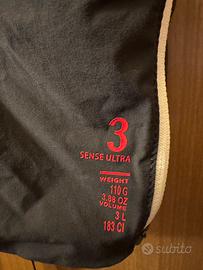 3
SENSE ULTRA
WEIGHT
110 G
3.88 OZ
VOLUME
3 L
183 CI
subito